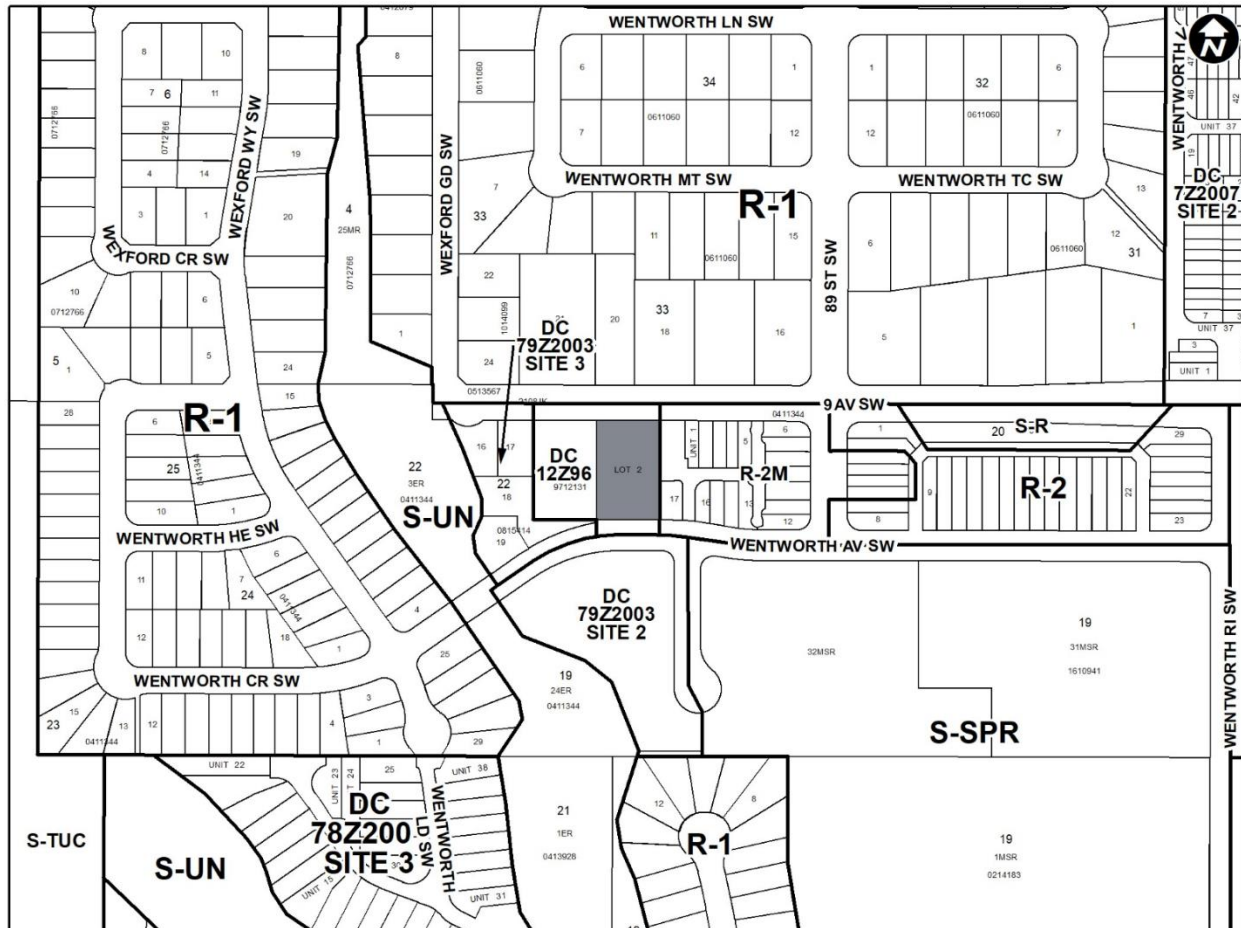 WENTWORTH LN SW
N
8
10
8
6
34
1
1
32
6
0611060
0712766
7
6
11
0611060
0611060
UNIT 37
7
12
12
7
19
4
14
WENTWORTH MT SW
WENTWORTH TC SW
DC
7Z2007
SITE 2
3
1
20
4
25MR
7
33
R-1
13
WEXFORD WY SW
WEXFORD GD SW
11
15
6
12
31
0611060
0611060
WEXFORD CR SW
0712766
22
89 ST SW
10
0712766
6
1014099
20
33
18
16
5
1
7
UNIT 37
3
UNIT 1
5
1
5
1
DC
79Z2003
SITE 3
24
24
0513567
28
15
R-1
9 AV SW
0411344
6
16
17
DC
12Z96
9712131
LOT 2
UNIT 1
5
6
1
20
S-R
29
25
0411344
22
3ER
0411344
22
18
R-2M
R-2
9
22
10
1
S-UN
0815414
19
17
16
13
12
8
23
WENTWORTH HE SW
WENTWORTH AV SW
11
7
24
6
0411344
4
DC
79Z2003
SITE 2
12
18
1
32MSR
19
31MSR
1610941
25
WENTWORTH RI SW
WENTWORTH CR SW
19
24ER
0411344
23
15
13
12
4
3
0411344
1
29
S-SPR
UNIT 22
UNIT 23
25
UNIT 38
12
8
S-TUC
S-UN
DC
78Z200
SITE 3
WENTWORTH
LD SW
21
1ER
0413928
R-1
19
1MSR
0214183
UNIT 15
UNIT 31